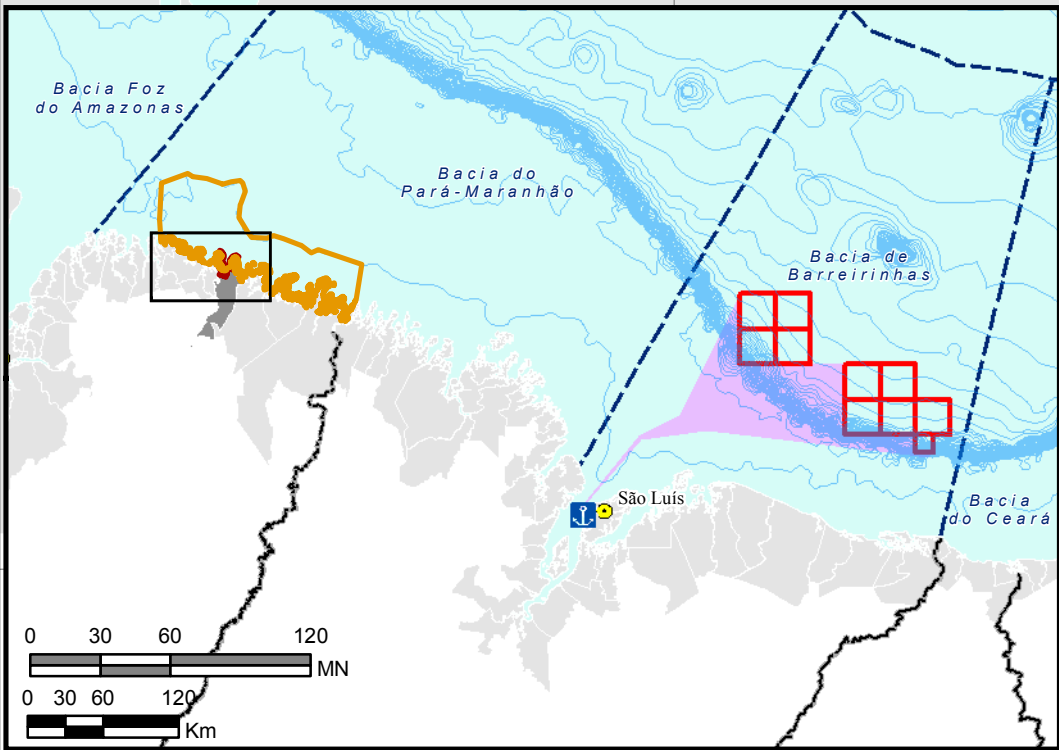 Bacia Foz
do Amazonas
Bacia do
Pará-Maranhão
Bacia de
Barreirinhas
São Luís
Bacia
do Ceará
0 30 60 120
MN
0 30 60 120
Km